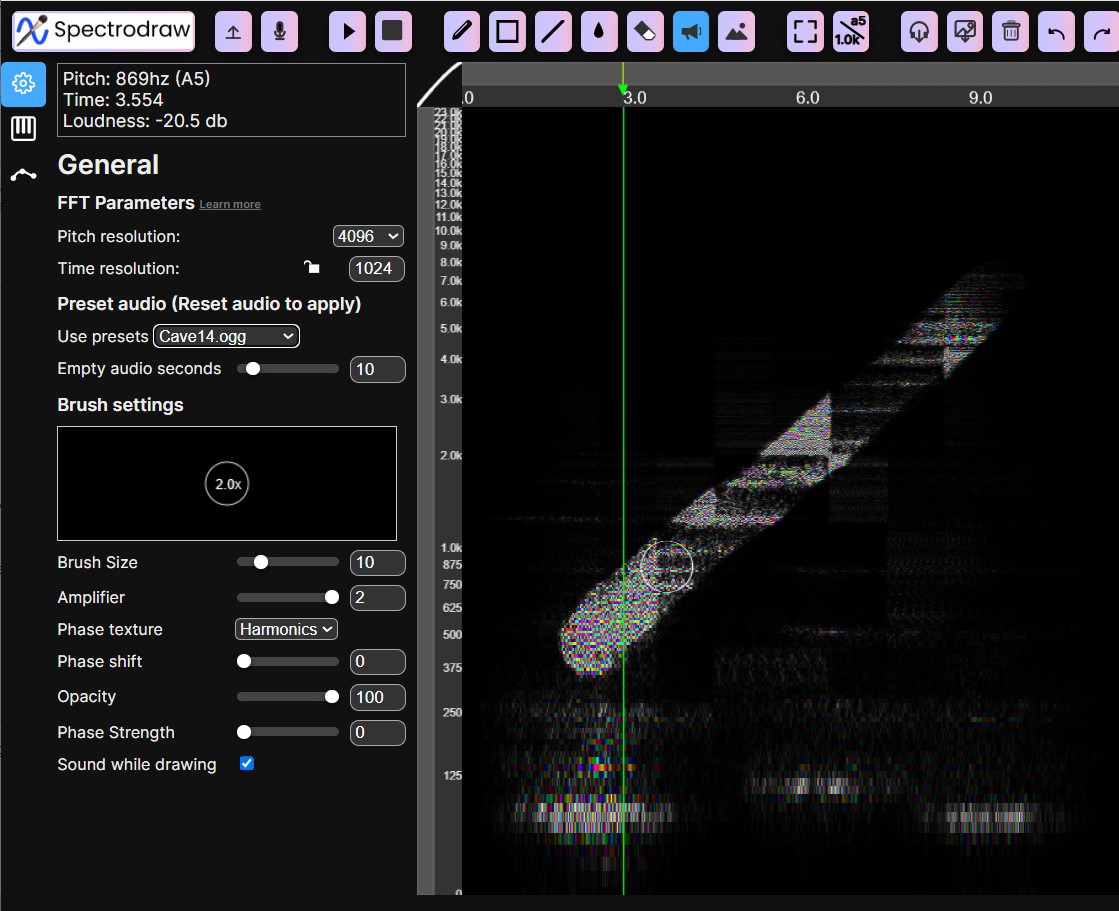 Spectrodraw
a5
1.0k
Pitch: 869hz (A5)
Time: 3.554
Loudness: -20.5 db
General
FFT Parameters Learn more
Pitch resolution: 4096
Time resolution: 1024
Preset audio (Reset audio to apply)
Use presets Cave14.ogg
Empty audio seconds 10
Brush settings
2.0x
Brush Size 10
Amplifier 2
Phase texture Harmonics
Phase shift 0
Opacity 100
Phase Strength 0
Sound while drawing
.0 3.0 6.0 9.0
23.0k
22.0k
21.0k
20.0k
19.0k
18.0k
17.0k
16.0k
15.0k
14.0k
13.0k
12.0k
11.0k
10.0k
9.0k
8.0k
7.0k
6.0k
5.0k
4.0k
3.0k
2.0k
1.0k
875
750
625
500
375
250
125
0